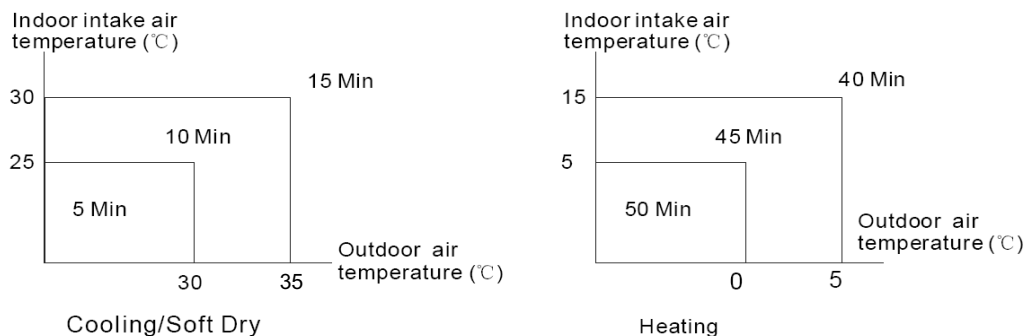 Indoor intake air
temperature (℃)
15 Min
30
10 Min
25
5 Min
Outdoor air
temperature (℃)
30
35
Cooling/Soft Dry
Indoor intake air
temperature (℃)
40 Min
15
45 Min
5
50 Min
Outdoor air
temperature (℃)
0
5
Heating